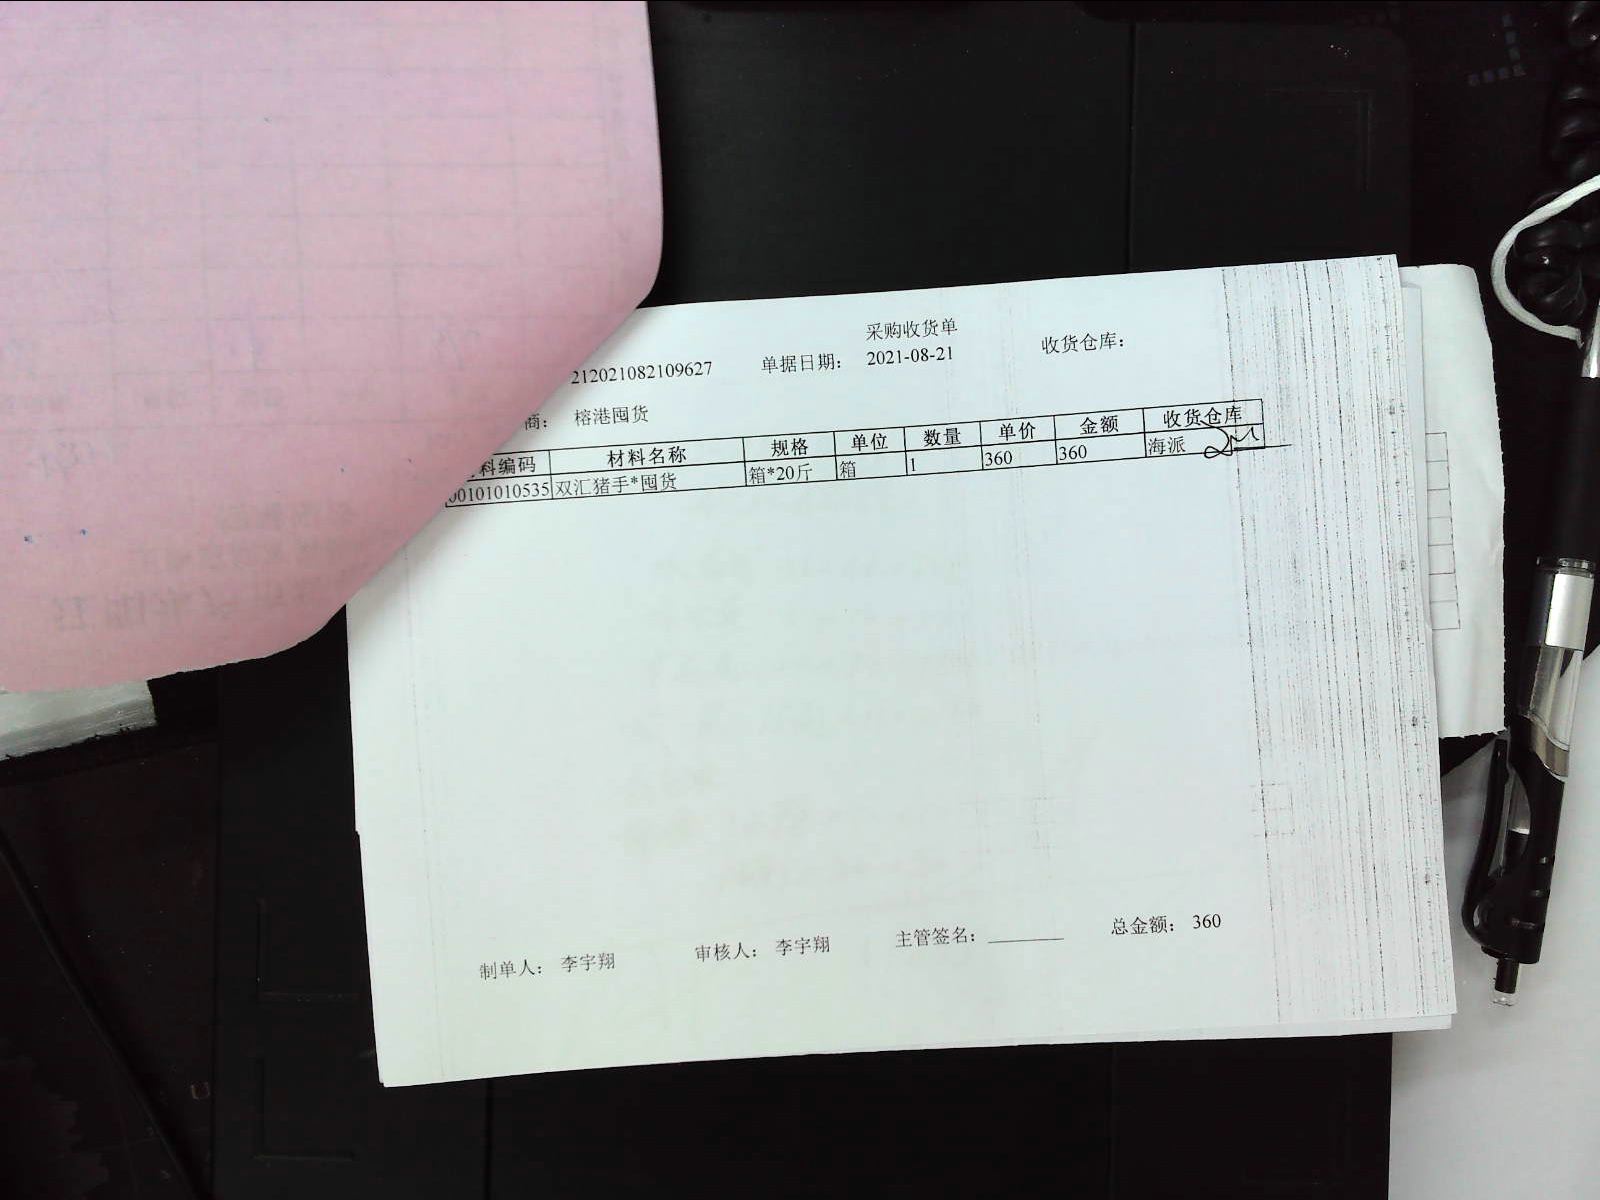 采购收货单
212021082109627 单据日期: 2021-08-21 收货仓库:
商: 榕港囤货
料编码 材料名称 规格 单位 数量 单价 金额 收货仓库
00101010535 双汇猪手*囤货 箱*20斤 箱 1 360 360 海派
制单人: 李宇翔 审核人: 李宇翔 主管签名: 总金额: 360